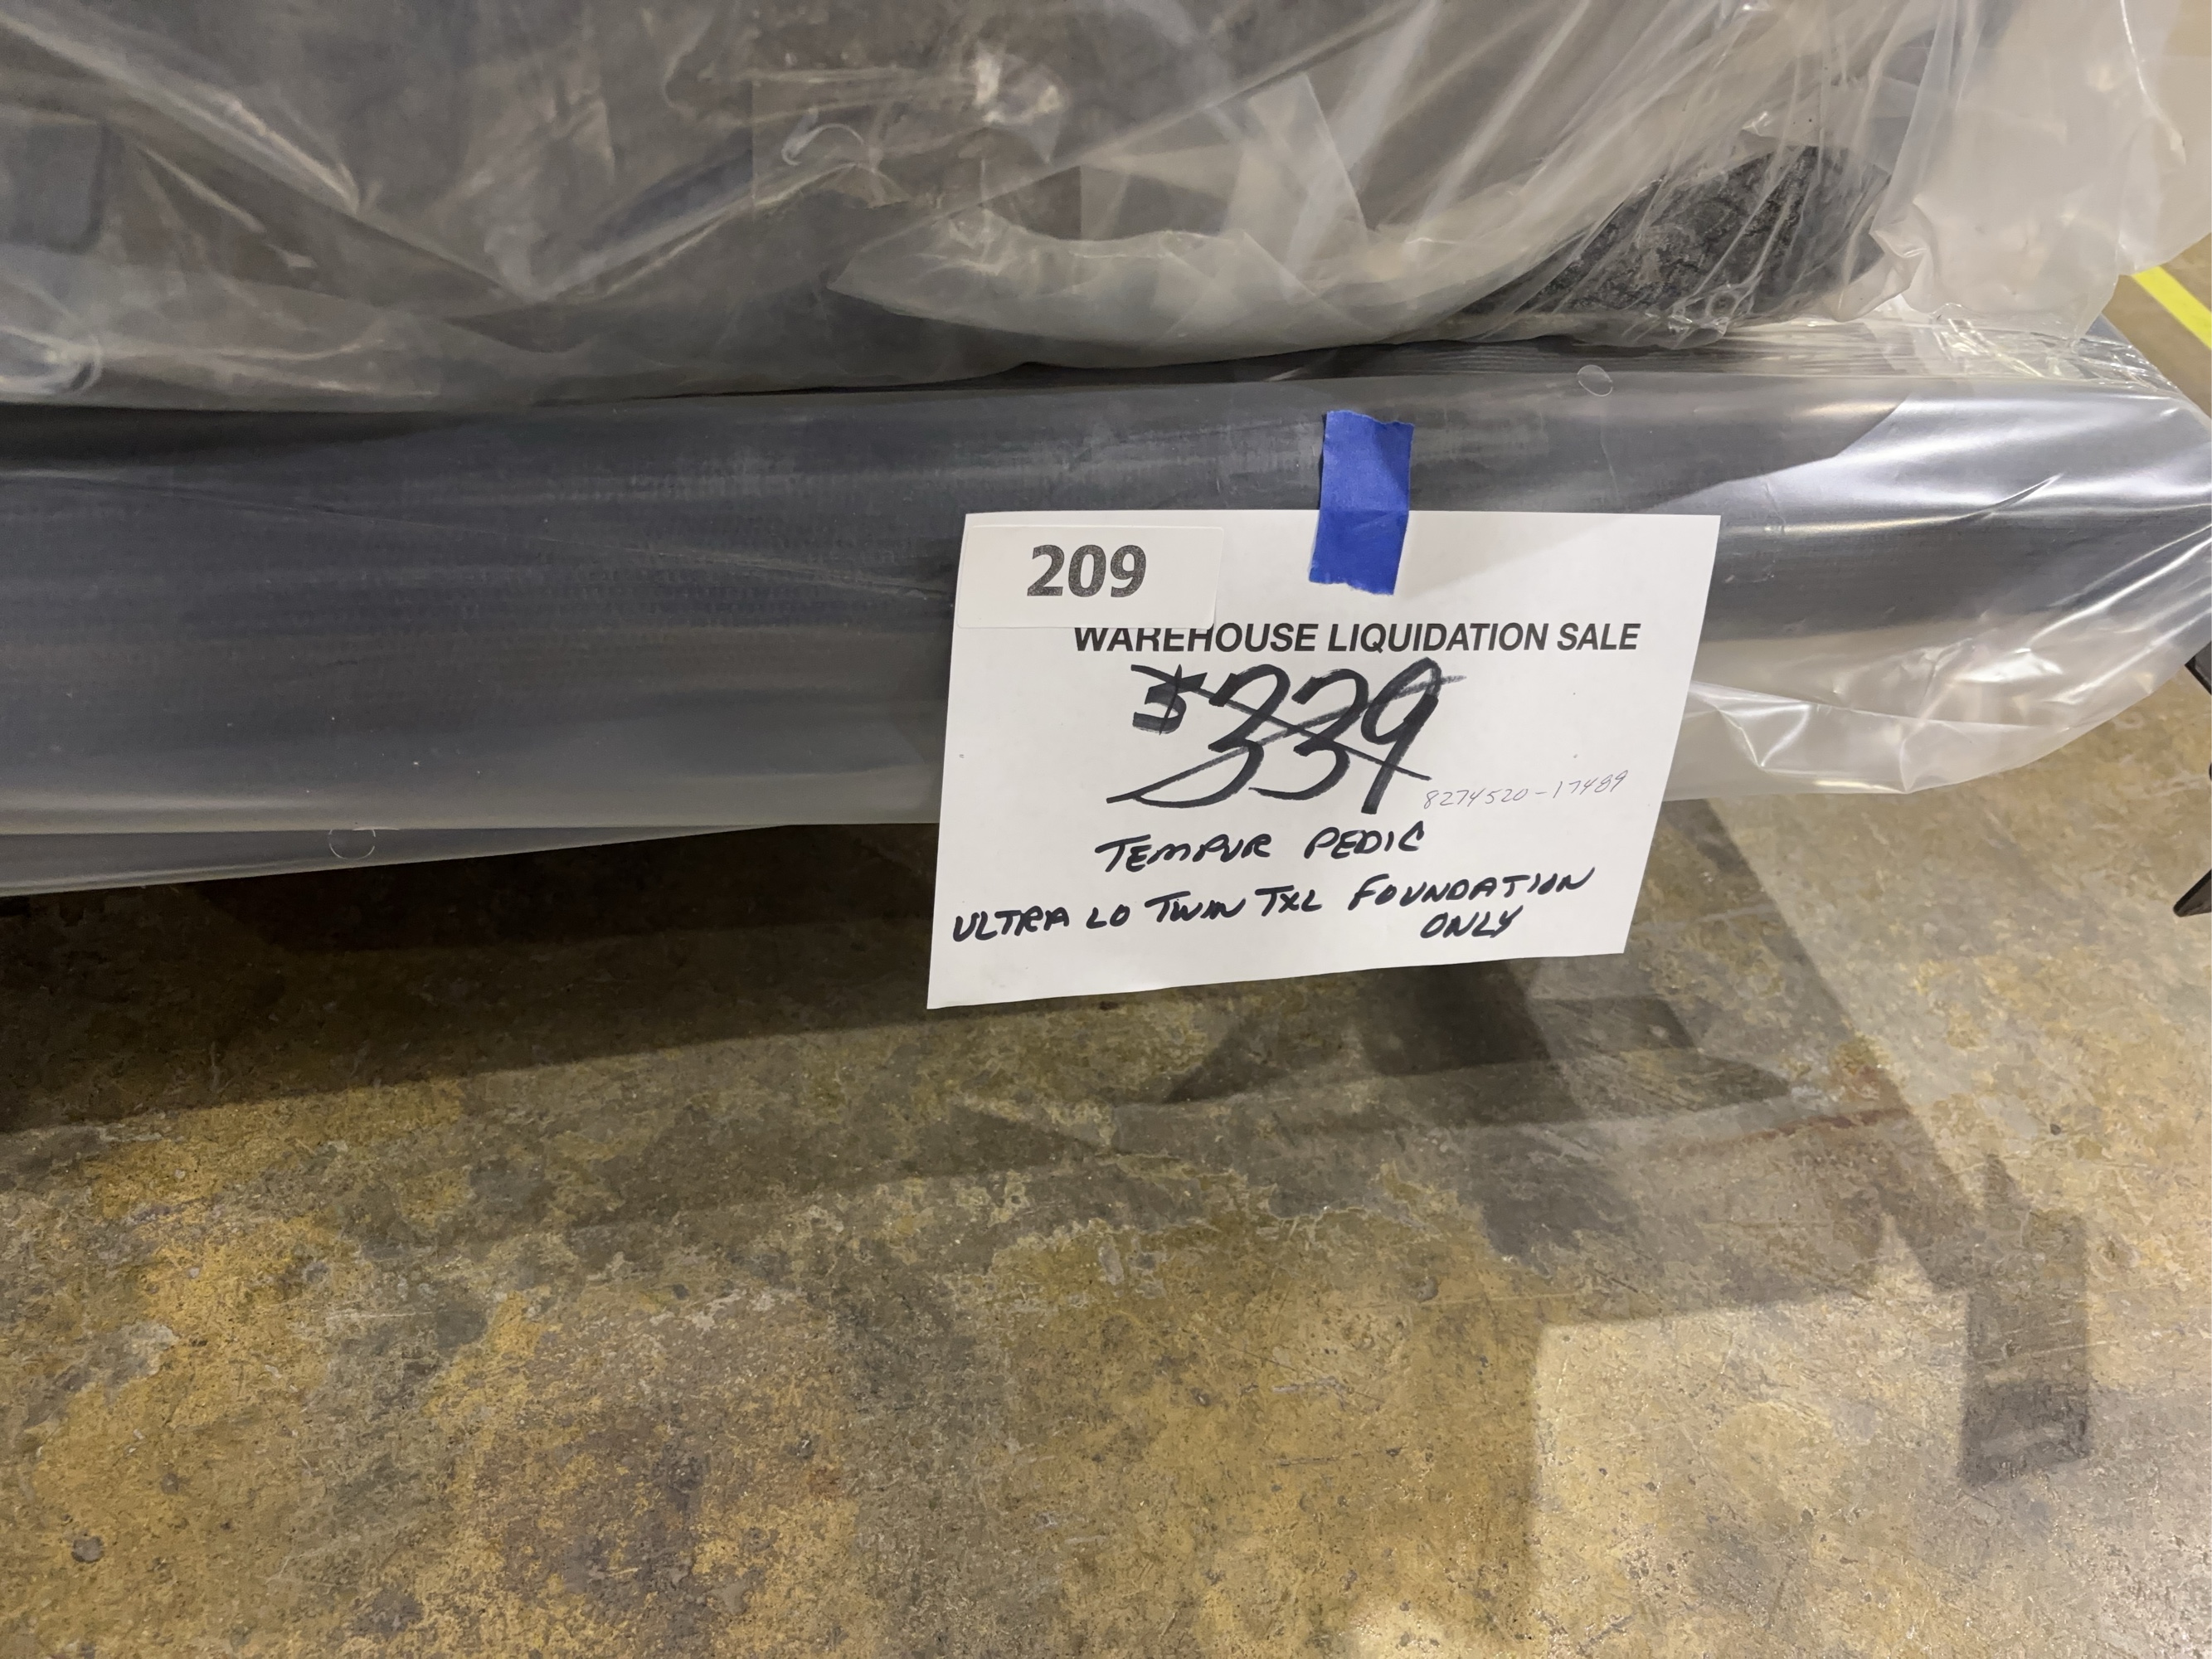 209
WAREHOUSE LIQUIDATION SALE
$339
8274520-17489
TEMPUR PEDIC
ULTRA LO TWIN TXL FOUNDATION
ONLY